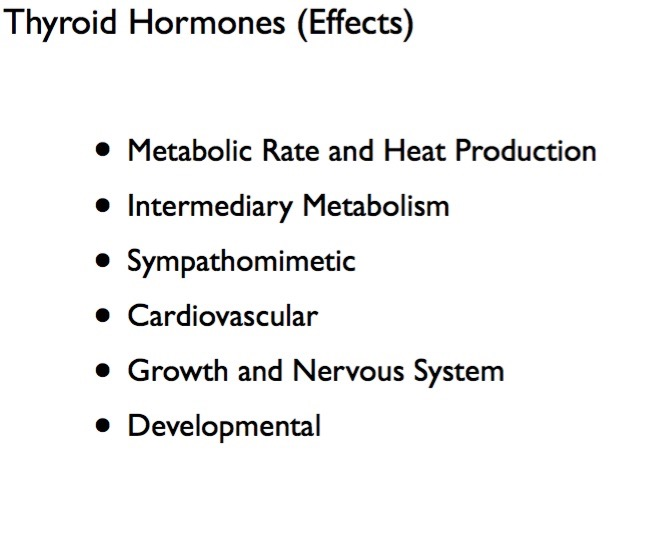 Thyroid Hormones (Effects)
• Metabolic Rate and Heat Production
• Intermediary Metabolism
• Sympathomimetic
• Cardiovascular
• Growth and Nervous System
• Developmental